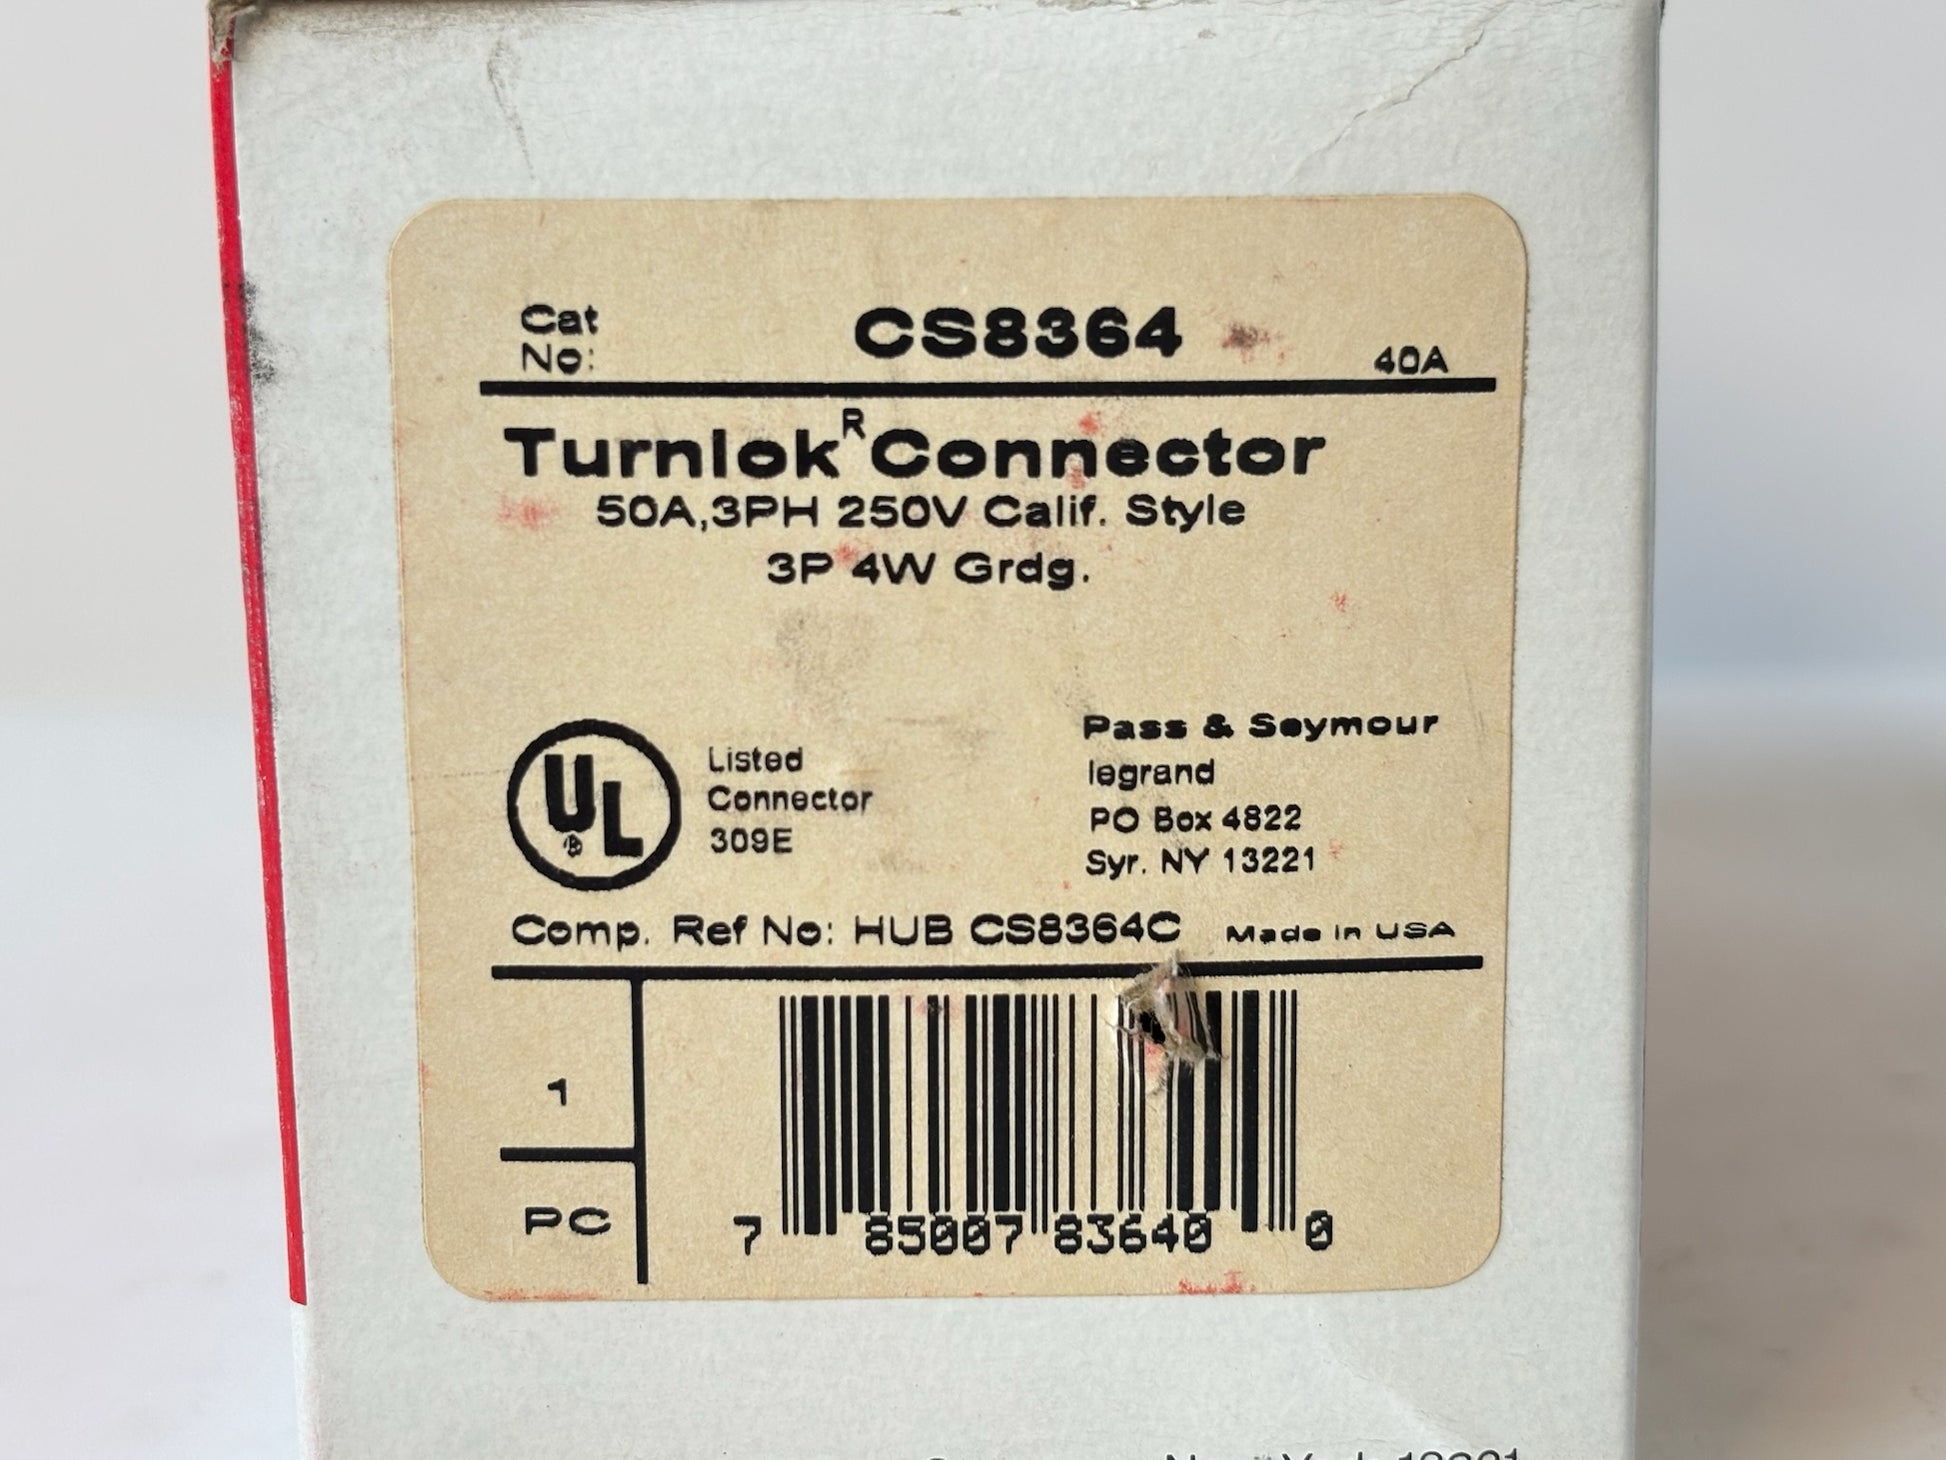 Cat
No:
CS8364
40A
Turnlok R Connector
50A,3PH 250V Calif. Style
3P 4W Grdg.
UL
®
Listed
Connector
309E
Pass & Seymour
legrand
PO Box 4822
Syr. NY 13221
Comp. Ref No: HUB CS8364C Made in USA
1
PC
7 85007 83640 0